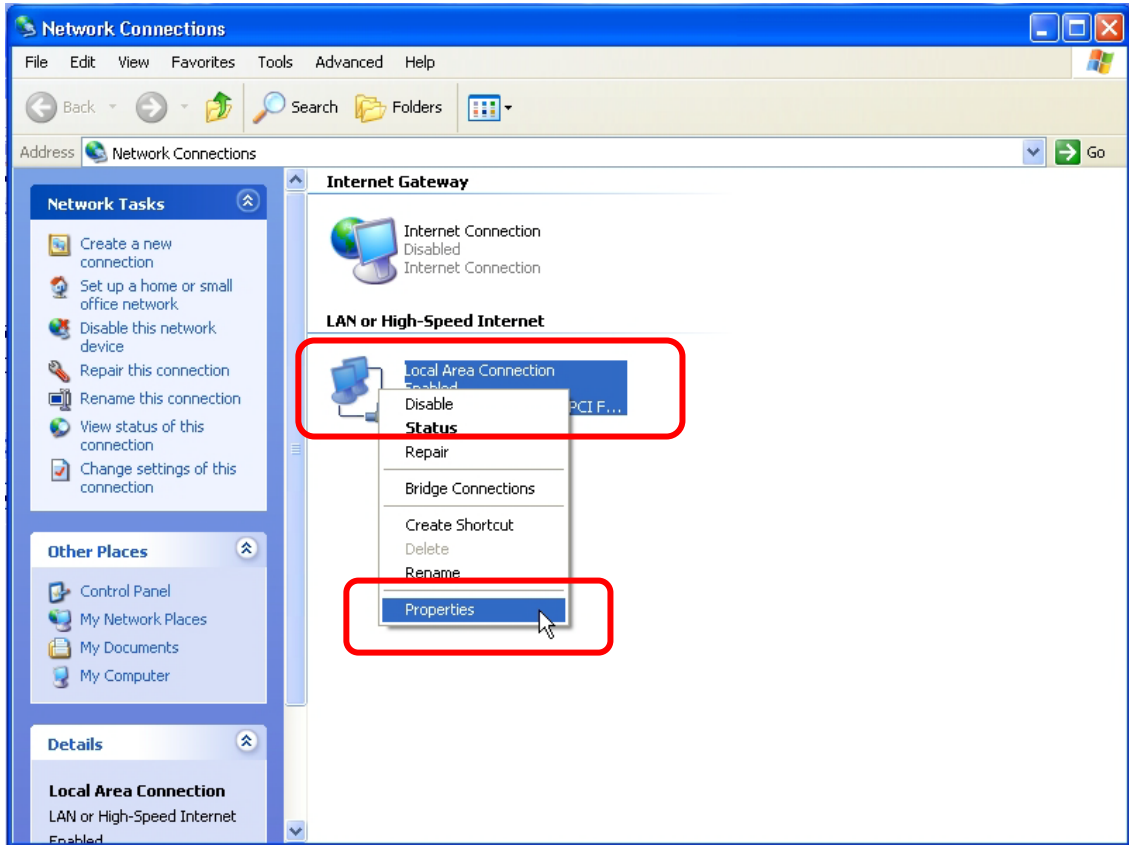 Network Connections
File Edit View Favorites Tools Advanced Help
Back Search Folders
Address Network Connections Go
Network Tasks
Create a new
connection
Set up a home or small
office network
Disable this network
device
Repair this connection
Rename this connection
View status of this
connection
Change settings of this
connection
Other Places
Control Panel
My Network Places
My Documents
My Computer
Details
Local Area Connection
LAN or High-Speed Internet
Enabled
Internet Gateway
Internet Connection
Disabled
Internet Connection
LAN or High-Speed Internet
Local Area Connection
Enabled
PCI F...
Disable
Status
Repair
Bridge Connections
Create Shortcut
Delete
Rename
Properties